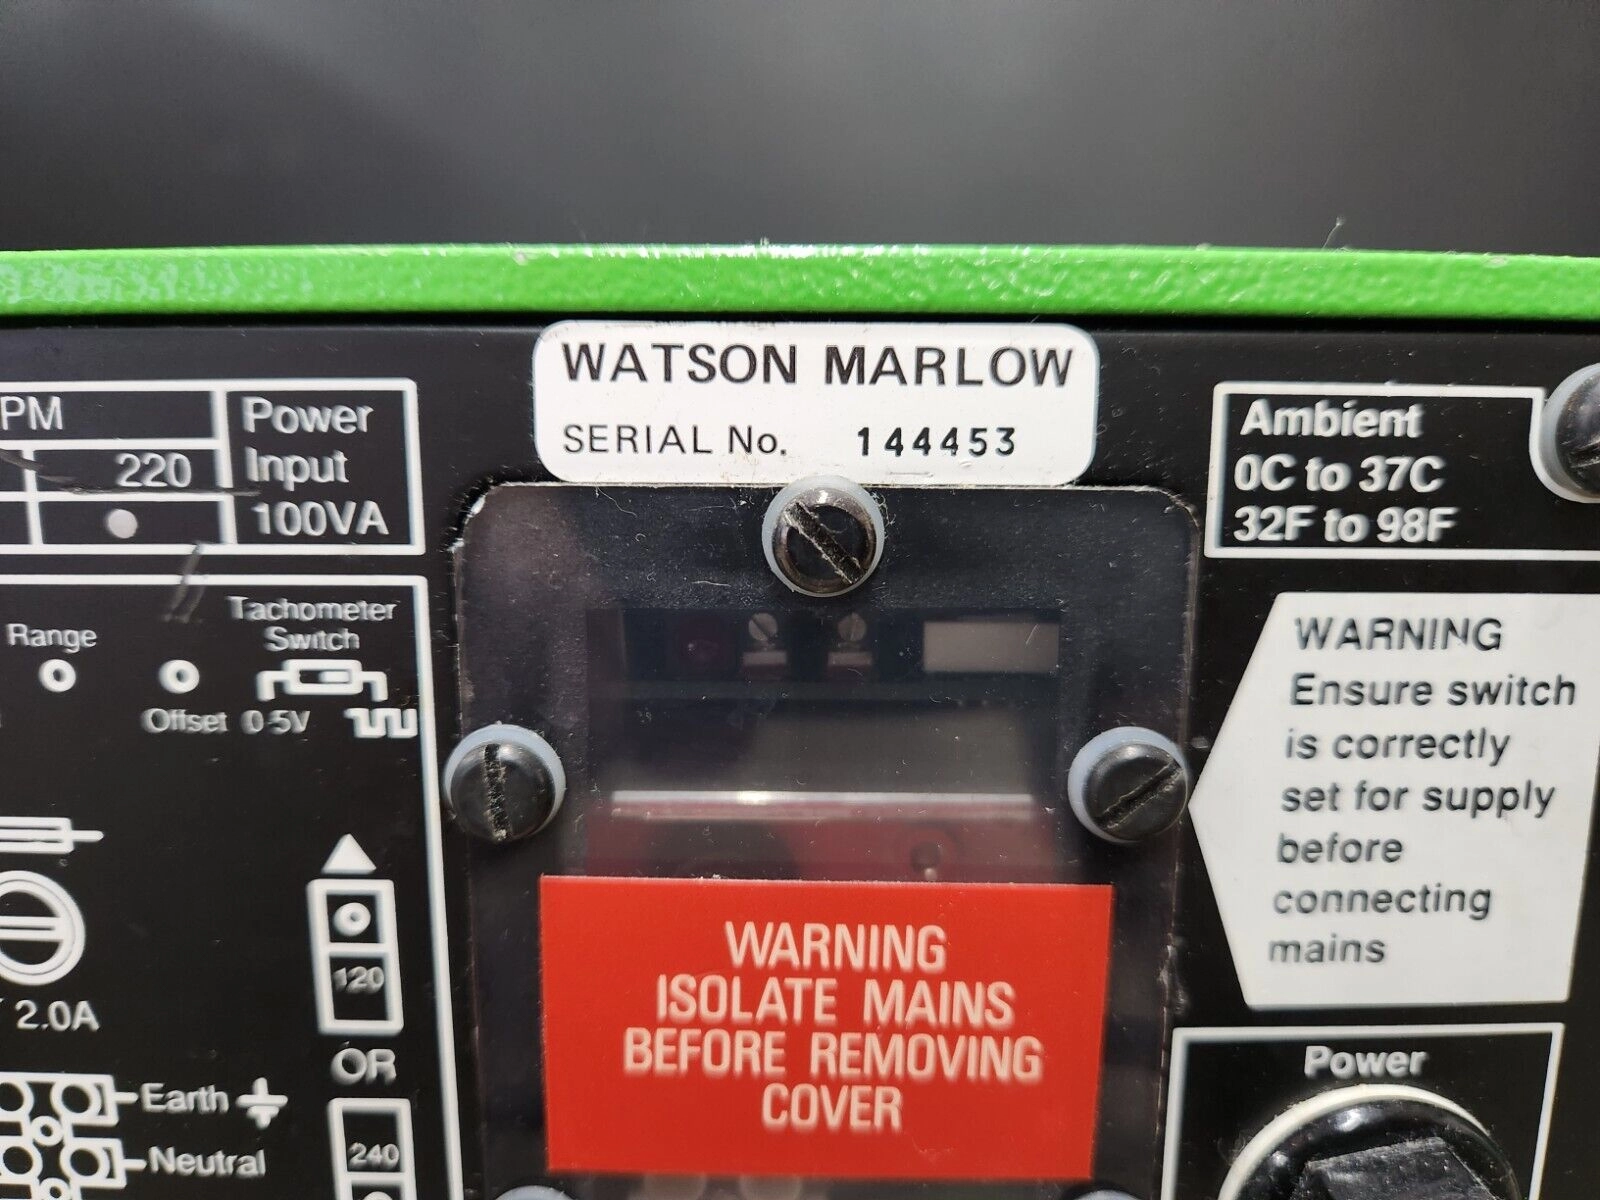 WATSON MARLOW
SERIAL No. 144453
PM
220
Power
Input
100VA
Ambient
0C to 37C
32F to 98F
Range
Tachometer
Switch
Offset 0-5V
WARNING
Ensure switch
is correctly
set for supply
before
connecting
mains
120
2.0A
OR
Earth
Neutral
240
WARNING
ISOLATE MAINS
BEFORE REMOVING
COVER
Power